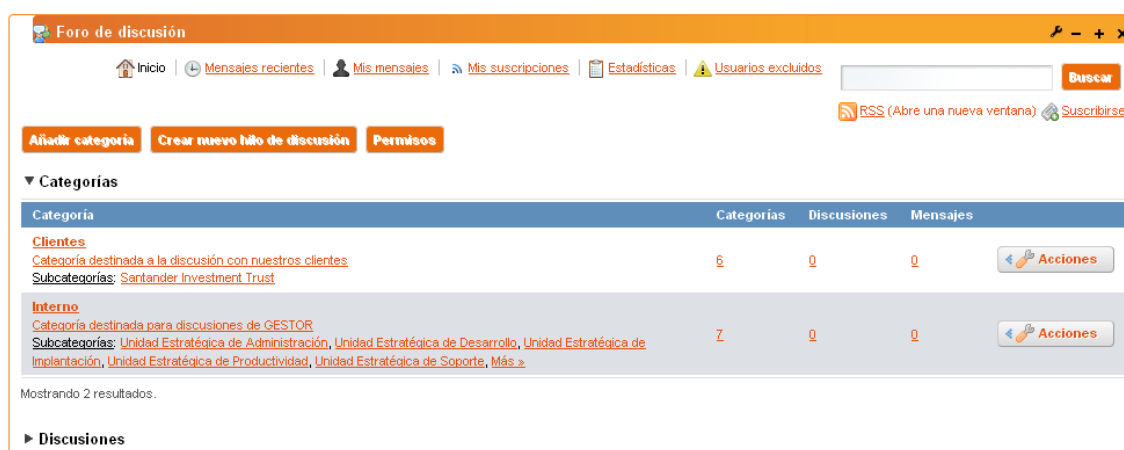 Foro de discusión
Inicio | Mensajes recientes | Mis mensajes | Mis suscripciones | Estadísticas | Usuarios excluidos
Buscar
RSS (Abre una nueva ventana) Suscribirse
Añadir categoría Crear nuevo hilo de discusión Permisos
Categorías
Categoría Categorías Discusiones Mensajes
Clientes
Categoría destinada a la discusión con nuestros clientes 6 0 0 Acciones
Subcategorías: Santander Investment Trust
Interno
Categoría destinada para discusiones de GESTOR
Subcategorías: Unidad Estratégica de Administración, Unidad Estratégica de Desarrollo, Unidad Estratégica de 7 0 0 Acciones
Implantación, Unidad Estratégica de Productividad, Unidad Estratégica de Soporte, Más »
Mostrando 2 resultados.
Discusiones